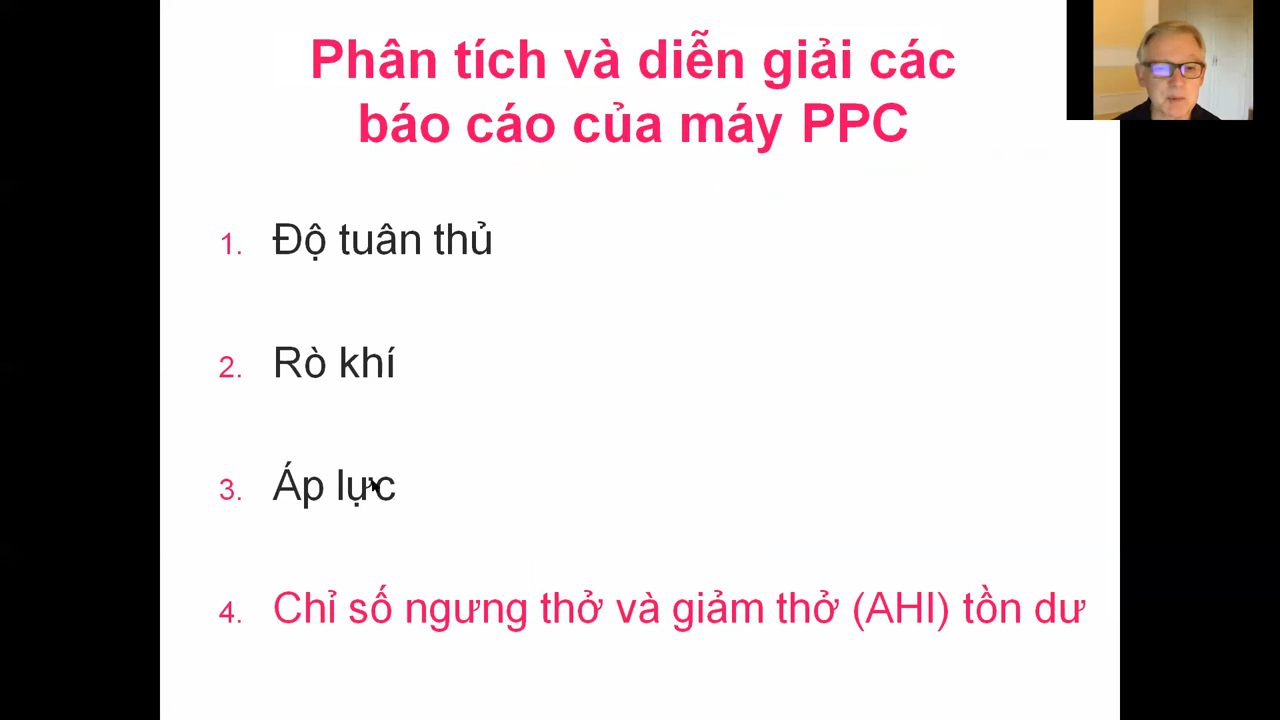 Phân tích và diễn giải các
báo cáo của máy PPC
1. Độ tuân thủ
2. Rò khí
3. Áp lực
4. Chỉ số ngưng thở và giảm thở (AHI) tồn dư